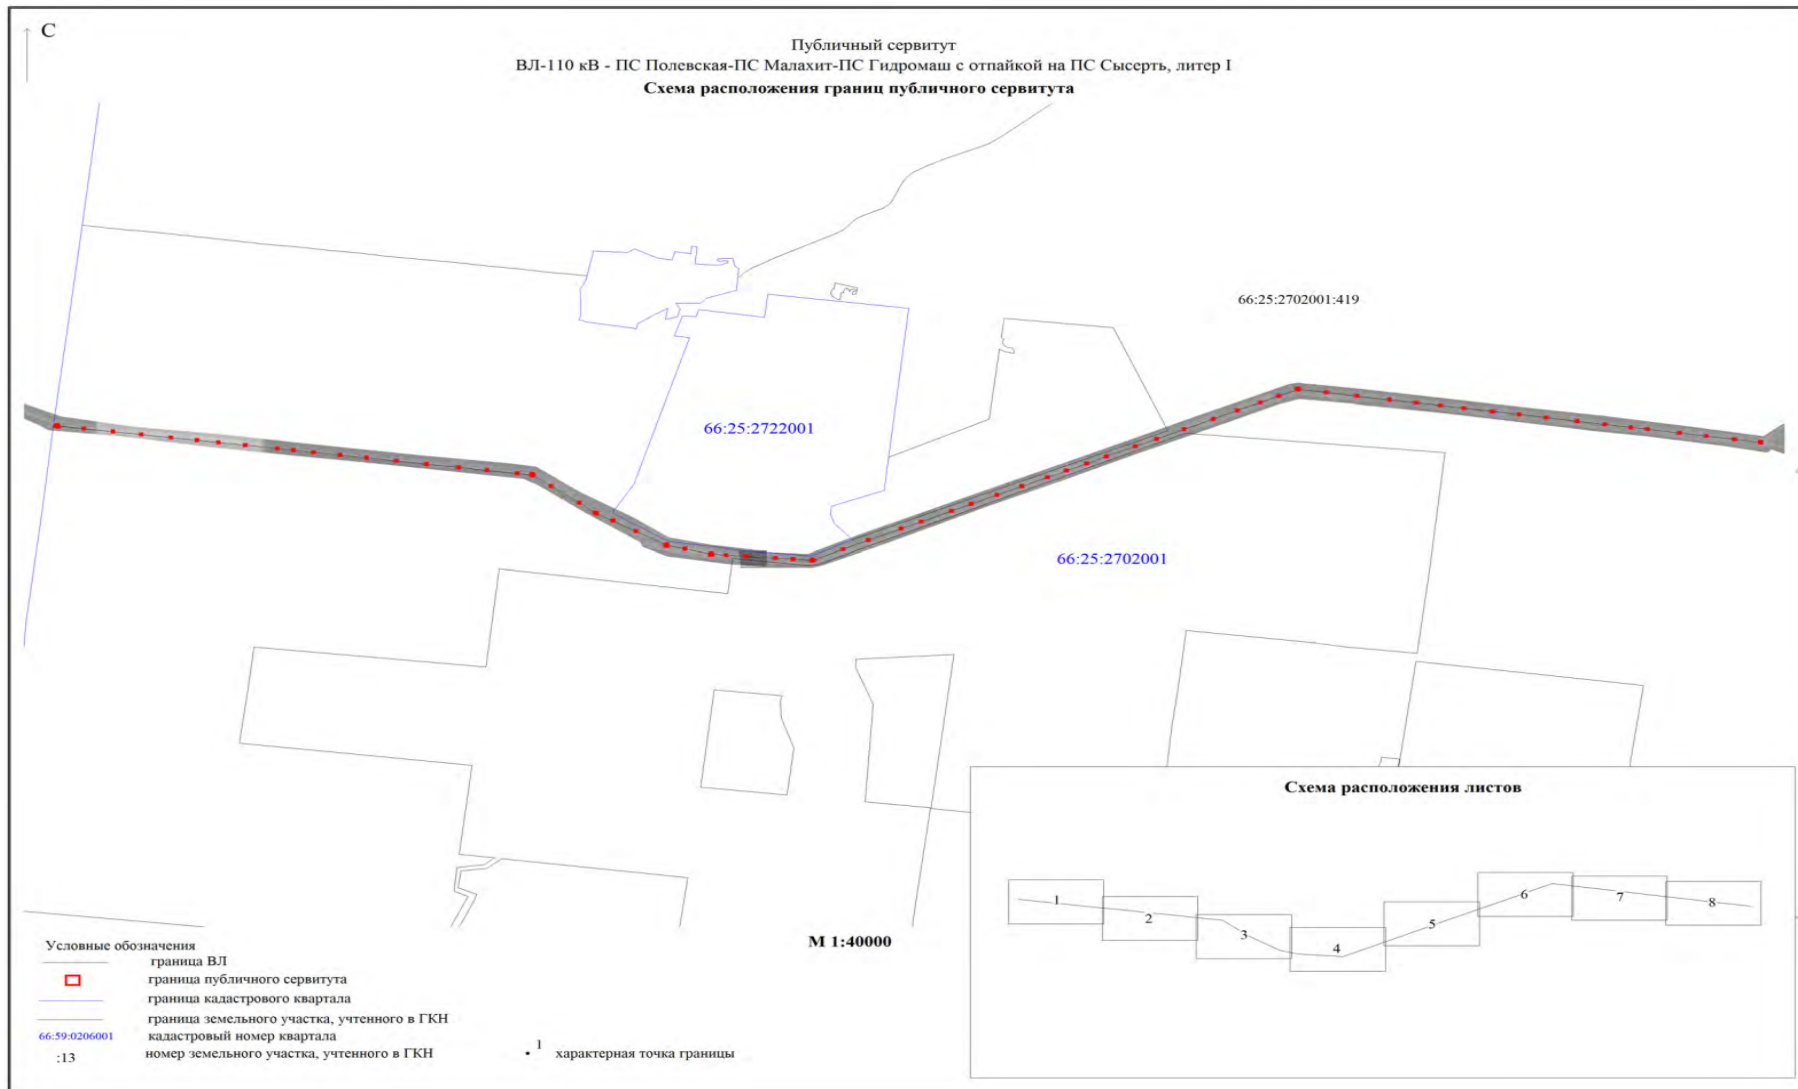 С
Публичный сервитут
ВЛ-110 кВ - ПС Полевская-ПС Малахит-ПС Гидромаш с отпайкой на ПС Сысерть, литер I
Схема расположения границ публичного сервитута
66:25:2702001:419
66:25:2722001
66:25:2702001
Схема расположения листов
1
2
3
4
5
6
7
8
М 1:40000
Условные обозначения
граница ВЛ
граница публичного сервитута
граница кадастрового квартала
граница земельного участка, учтенного в ГКН
66:59:0206001 кадастровый номер квартала
:13 номер земельного участка, учтенного в ГКН
1 характерная точка границы